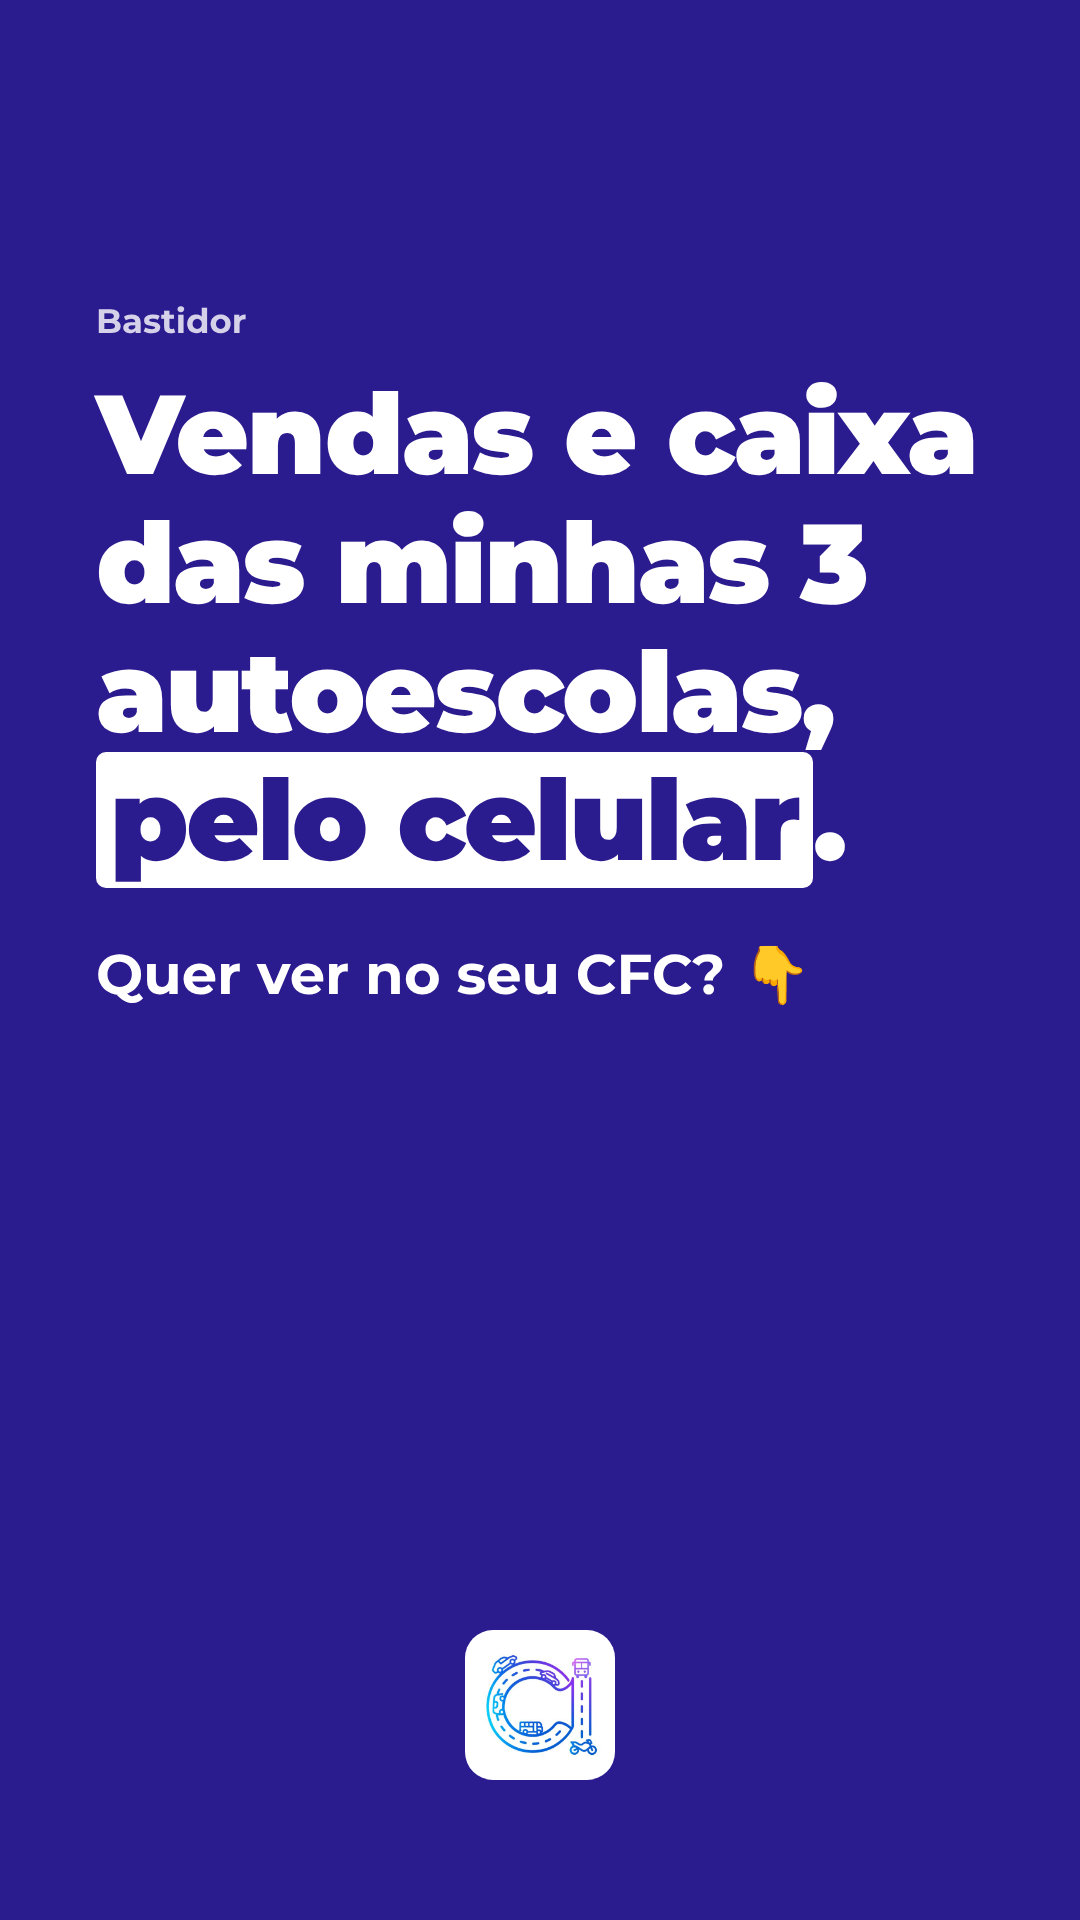 Bastidor
Vendas e caixa
das minhas 3
autoescolas,
pelo celular.
Quer ver no seu CFC? 👇